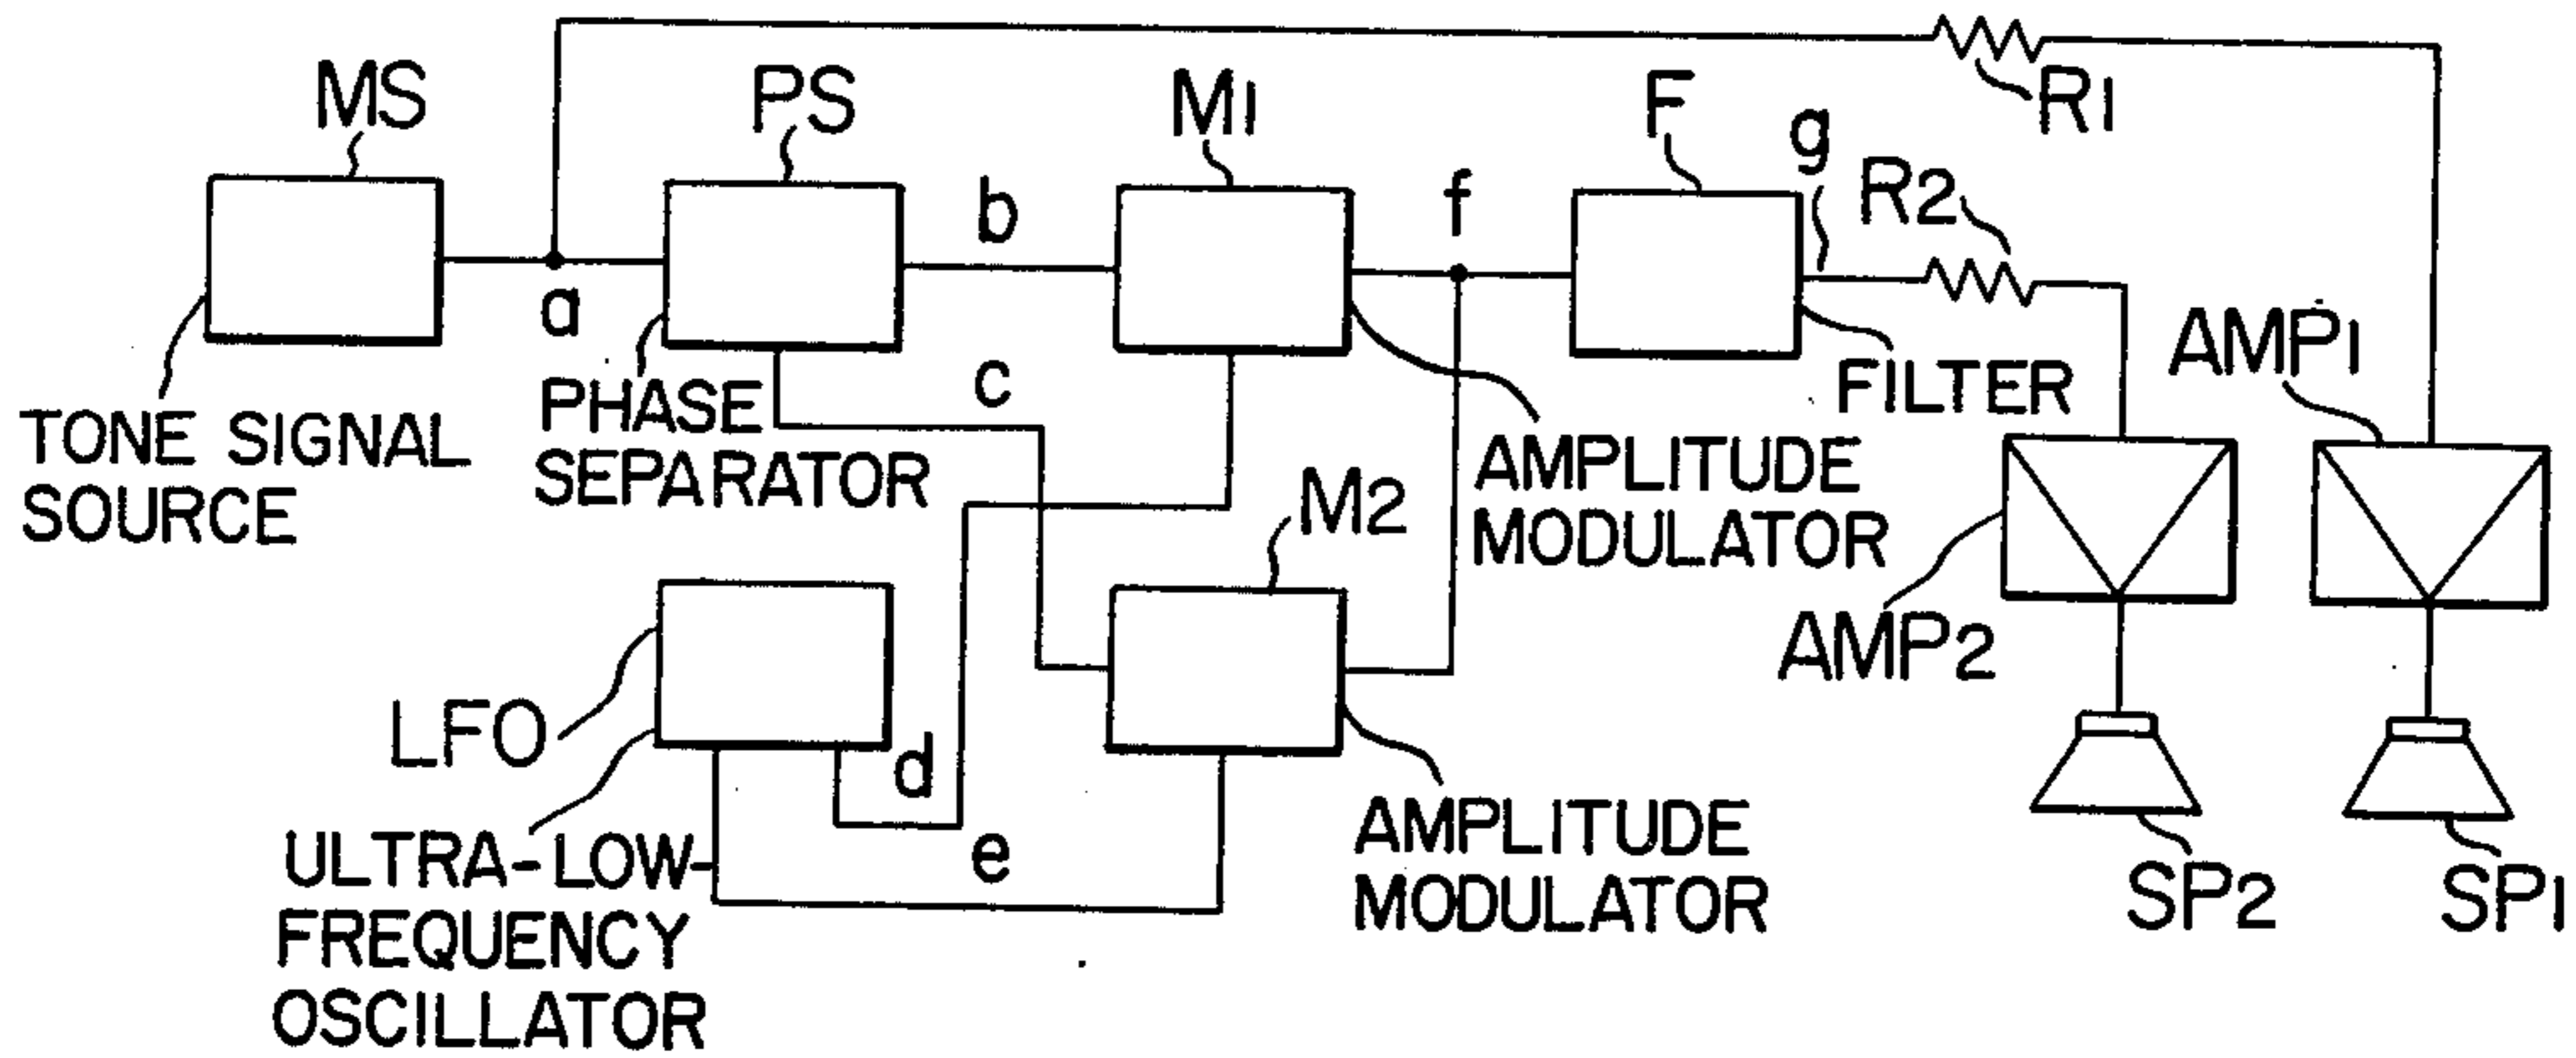 MS
PS
M1
F
g
R1
R2
b
f
a
c
AMP1
TONE SIGNAL
SOURCE
PHASE
SEPARATOR
FILTER
AMPLITUDE
MODULATOR
M2
AMP2
LFO
d
e
ULTRA-LOW-
FREQUENCY
OSCILLATOR
AMPLITUDE
MODULATOR
SP2
SP1